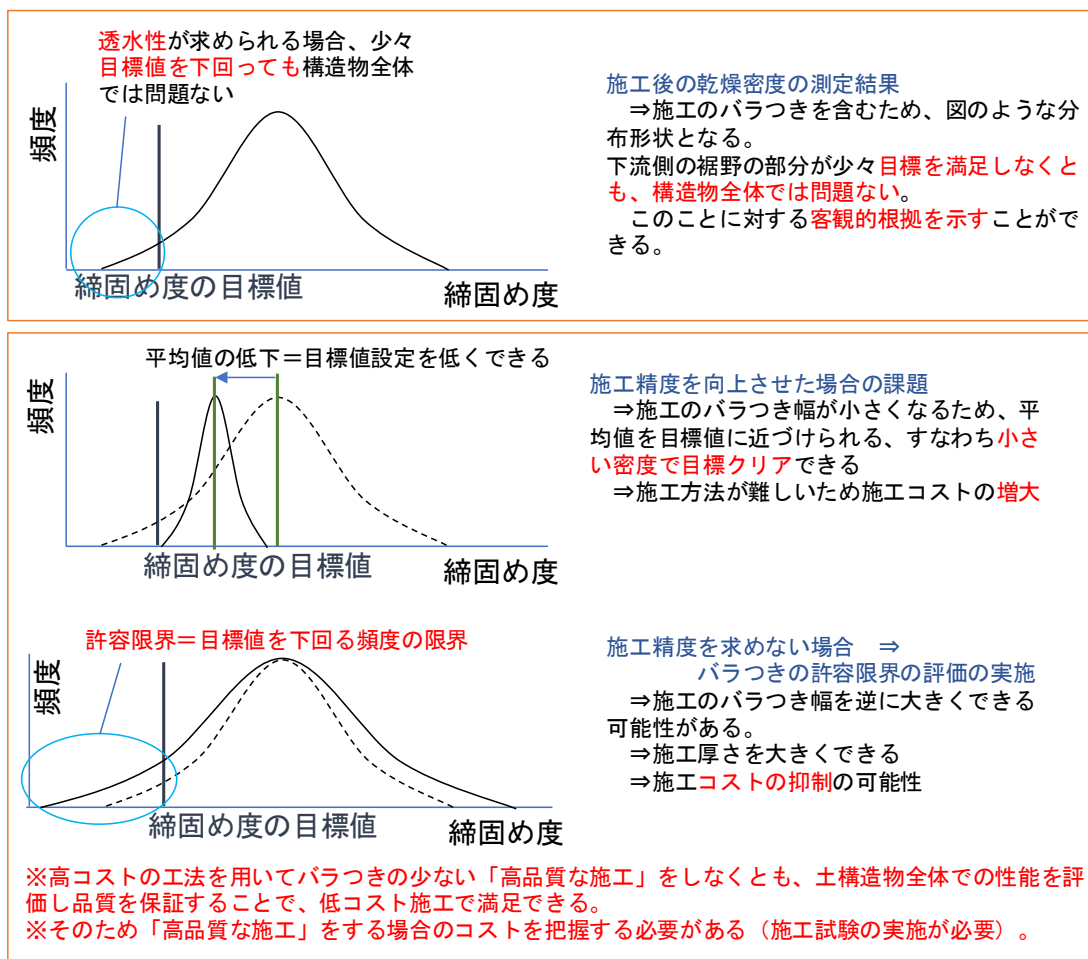 透水性が求められる場合、少々
目標値を下回っても構造物全体
では問題ない
頻度
締固め度の目標値
締固め度
施工後の乾燥密度の測定結果
⇒施工のバラつきを含むため、図のような分
布形状となる。
下流側の裾野の部分が少々目標を満足しなくと
も、構造物全体では問題ない。
このことに対する客観的根拠を示すことがで
きる。
平均値の低下＝目標値設定を低くできる
頻度
締固め度の目標値
締固め度
施工精度を向上させた場合の課題
⇒施工のバラつき幅が小さくなるため、平
均値を目標値に近づけられる、すなわち小さ
い密度で目標クリアできる
⇒施工方法が難しいため施工コストの増大
許容限界＝目標値を下回る頻度の限界
頻度
締固め度の目標値
締固め度
施工精度を求めない場合　⇒
バラつきの許容限界の評価の実施
⇒施工のバラつき幅を逆に大きくできる
可能性がある。
⇒施工厚さを大きくできる
⇒施工コストの抑制の可能性
※高コストの工法を用いてバラつきの少ない「高品質な施工」をしなくとも、土構造物全体での性能を評
価し品質を保証することで、低コスト施工で満足できる。
※そのため「高品質な施工」をする場合のコストを把握する必要がある（施工試験の実施が必要）。